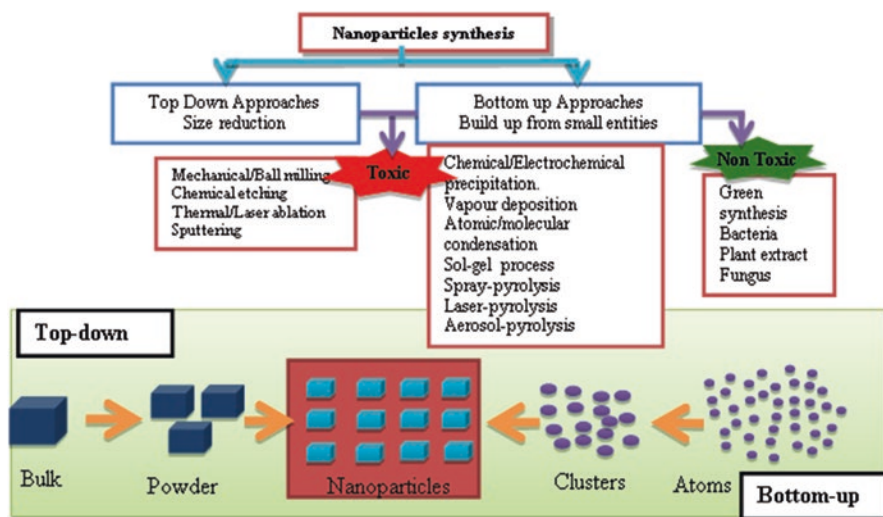 Nanoparticles synthesis
Top Down Approaches
Size reduction
Bottom up Approaches
Build up from small entities
Toxic
Non Toxic
Mechanical/Ball milling
Chemical etching
Thermal/Laser ablation
Sputtering
Chemical/Electrochemical
precipitation.
Vapour deposition
Atomic/molecular
condensation
Sol-gel process
Spray-pyrolysis
Laser-pyrolysis
Aerosol-pyrolysis
Green
synthesis
Bacteria
Plant extract
Fungus
Top-down
Bulk
Powder
Nanoparticles
Clusters
Atoms
Bottom-up